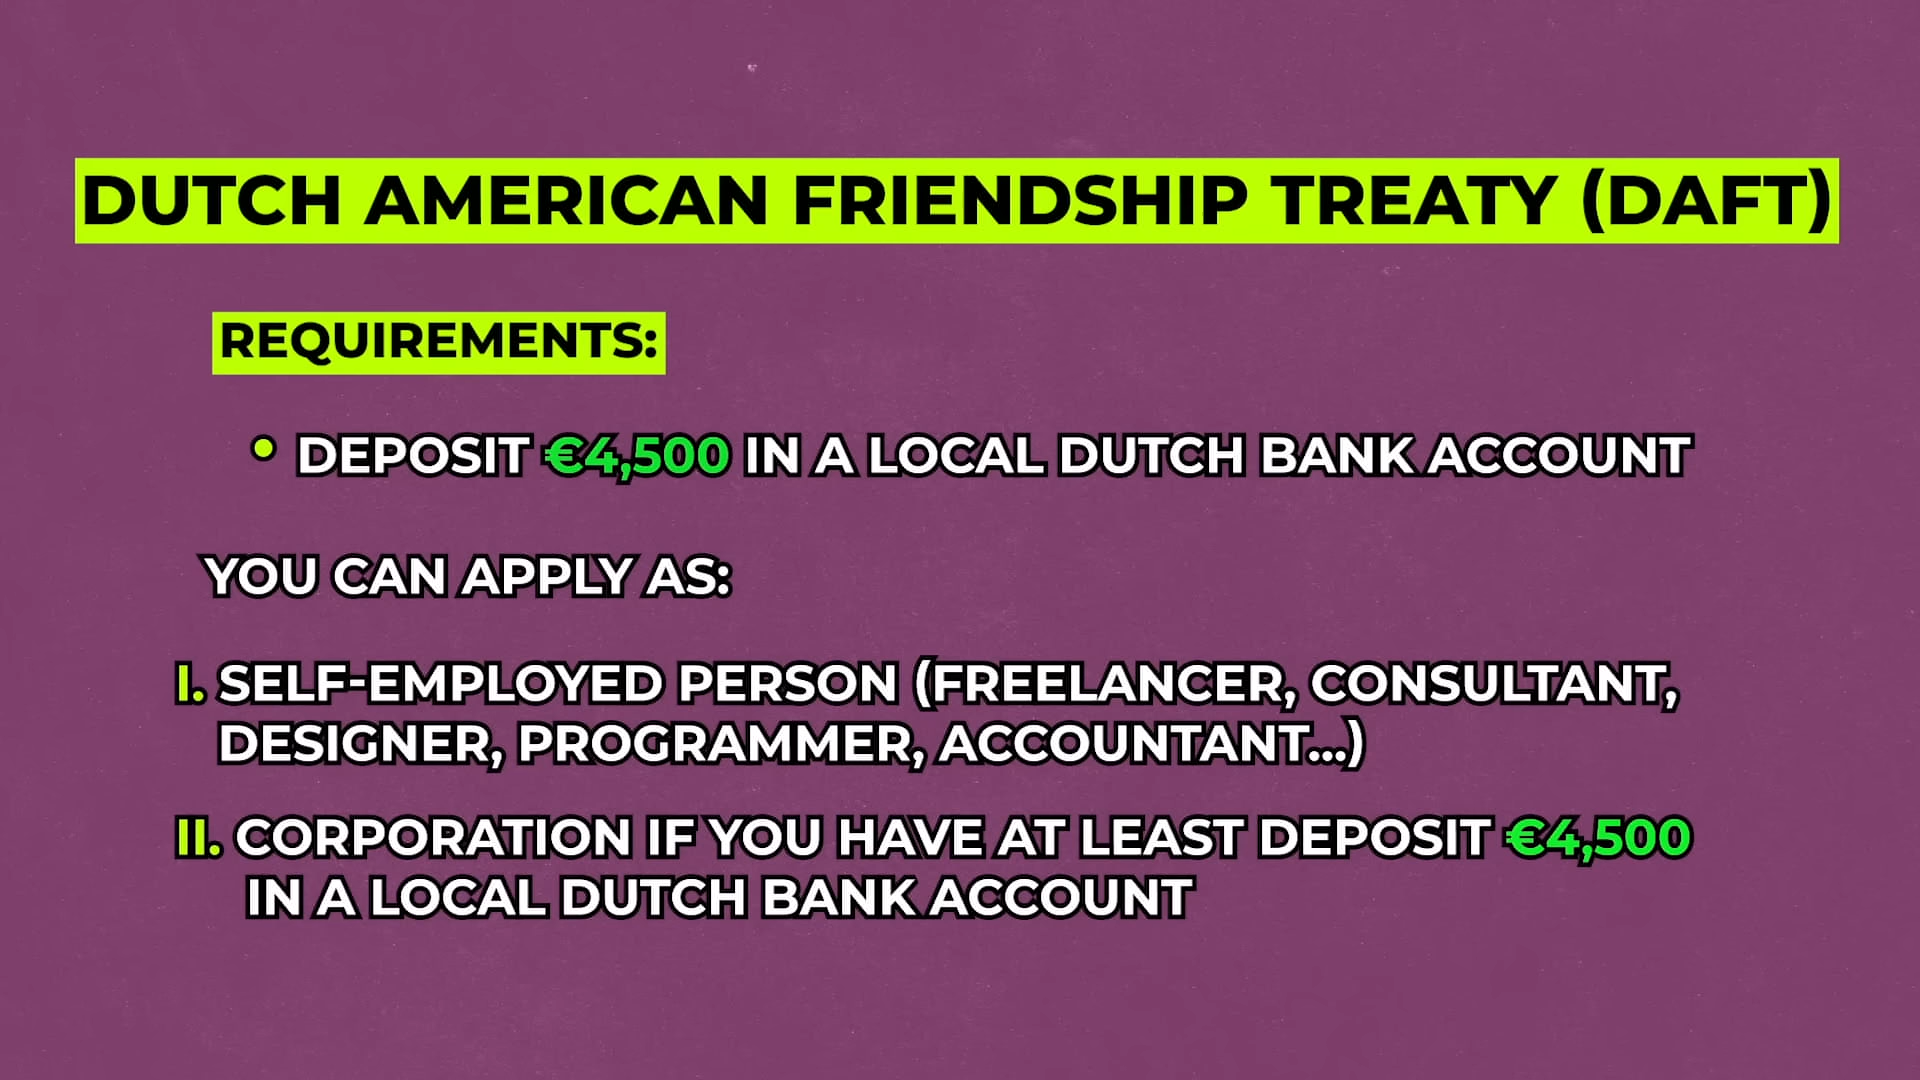 DUTCH AMERICAN FRIENDSHIP TREATY (DAFT)
REQUIREMENTS:
• DEPOSIT €4,500 IN A LOCAL DUTCH BANK ACCOUNT
YOU CAN APPLY AS:
I. SELF-EMPLOYED PERSON (FREELANCER, CONSULTANT,
DESIGNER, PROGRAMMER, ACCOUNTANT...)
II. CORPORATION IF YOU HAVE AT LEAST DEPOSIT €4,500
IN A LOCAL DUTCH BANK ACCOUNT